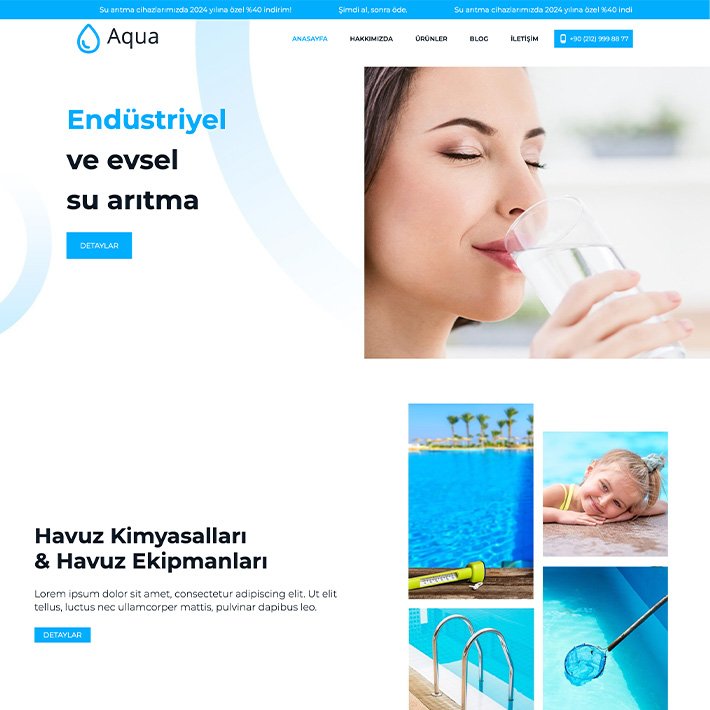 Su arıtma cihazlarımızda 2024 yılına özel %40 indirim! Şimdi al, sonra öde. Su arıtma cihazlarımızda 2024 yılına özel %40 indi
Aqua ANASAYFA HAKKIMIZDA ÜRÜNLER BLOG İLETİŞİM +90 (212) 999 88 77
Endüstriyel
ve evsel
su arıtma
DETAYLAR
Havuz Kimyasalları
& Havuz Ekipmanları
Lorem ipsum dolor sit amet, consectetur adipiscing elit. Ut elit
tellus, luctus nec ullamcorper mattis, pulvinar dapibus leo.
DETAYLAR